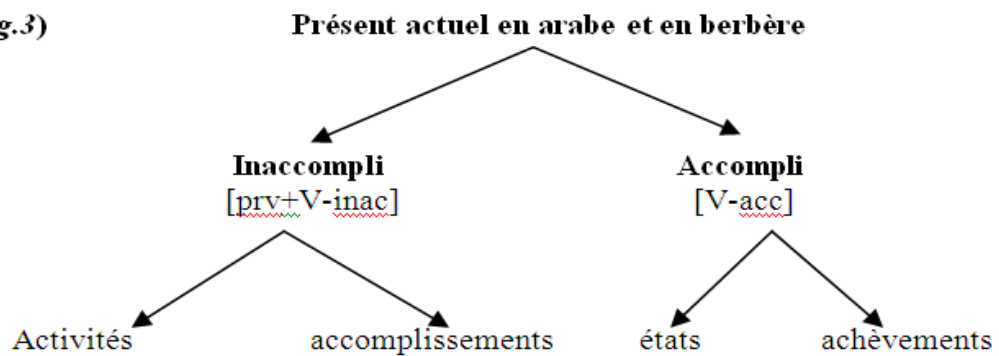 g.3) Présent actuel en arabe et en berbère
Inaccompli Accompli
[prv+V-inac] [V-acc]
Activités accomplissements états achèvements